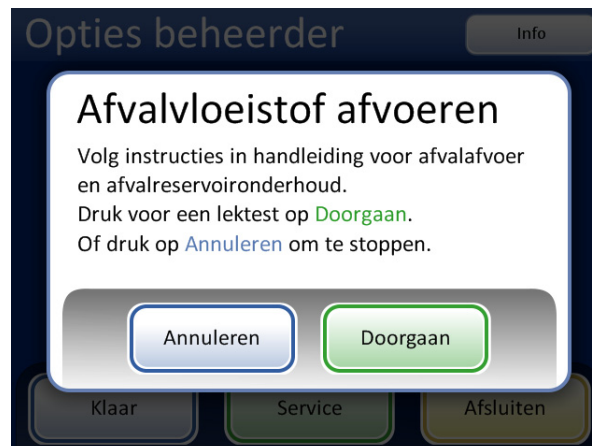 Opties beheerder
Info
Afvalvloeistof afvoeren
Volg instructies in handleiding voor afvalafvoer
en afvalreservoironderhoud.
Druk voor een lektest op Doorgaan.
Of druk op Annuleren om te stoppen.
Annuleren
Doorgaan
Klaar
Service
Afsluiten